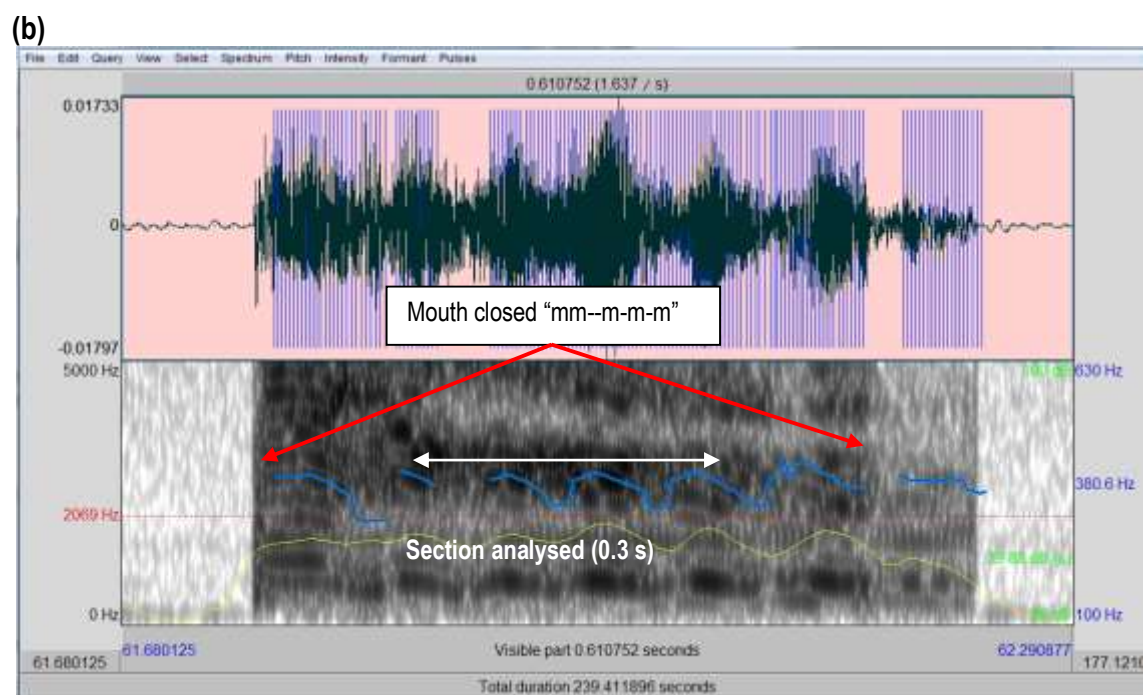 (b)
File Edit Query View Select Spectrum Pitch Intensity Formant Pulses
0.610752 (1.637 / s)
0.01733
0
-0.01797
Mouth closed “mm--m-m-m”
5000 Hz
630 Hz
380.6 Hz
2069 Hz
Section analysed (0.3 s)
0 Hz
100 Hz
61.680125
61.680125 Visible part 0.610752 seconds 62.290877
177.1210
Total duration 239.411896 seconds